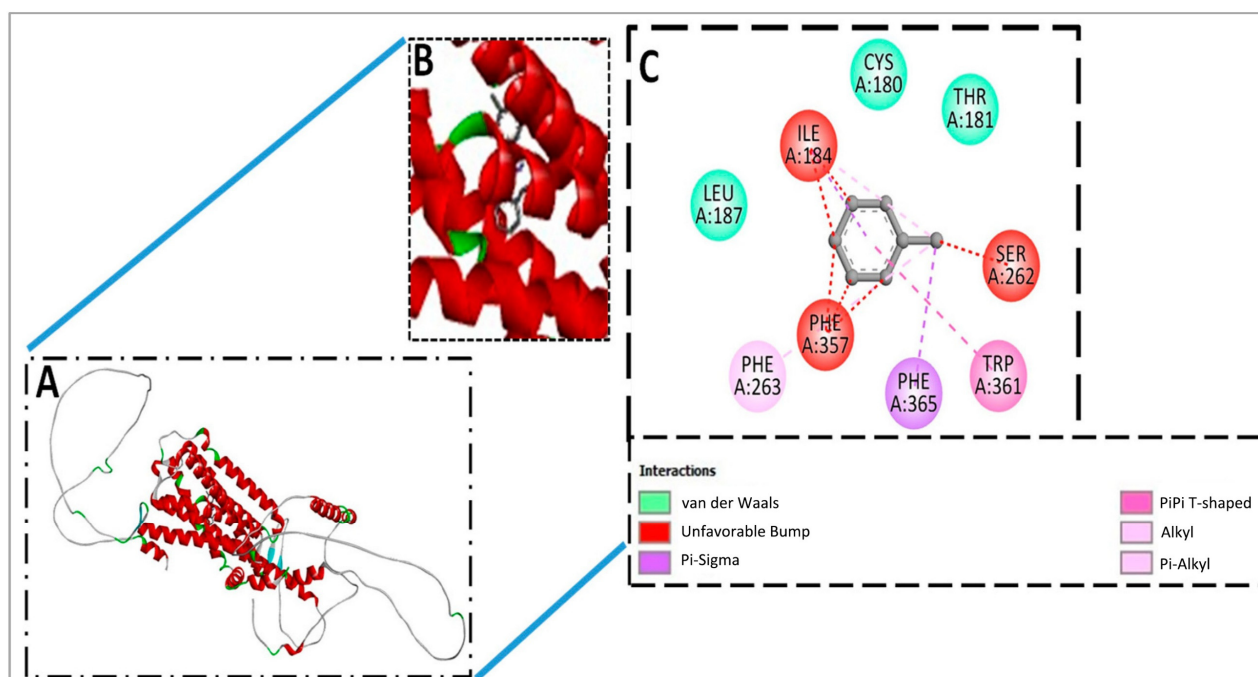 A
B
C
CYS
A:180
THR
A:181
ILE
A:184
LEU
A:187
SER
A:262
PHE
A:357
PHE
A:263
PHE
A:365
TRP
A:361
Interactions
van der Waals
Unfavorable Bump
Pi-Sigma
PiPi T-shaped
Alkyl
Pi-Alkyl